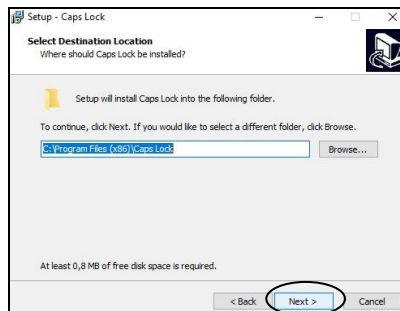 Setup - Caps Lock
Select Destination Location
Where should Caps Lock be installed?
Setup will install Caps Lock into the following folder.
To continue, click Next. If you would like to select a different folder, click Browse.
C:\Program Files (x86)\Caps Lock
Browse...
At least 0,8 MB of free disk space is required.
< Back
Next >
Cancel